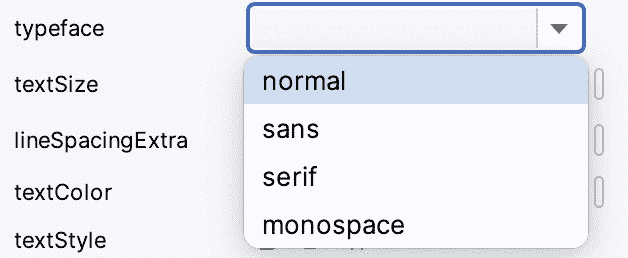 typeface
normal
textSize
sans
lineSpacingExtra
serif
textColor
monospace
textStyle